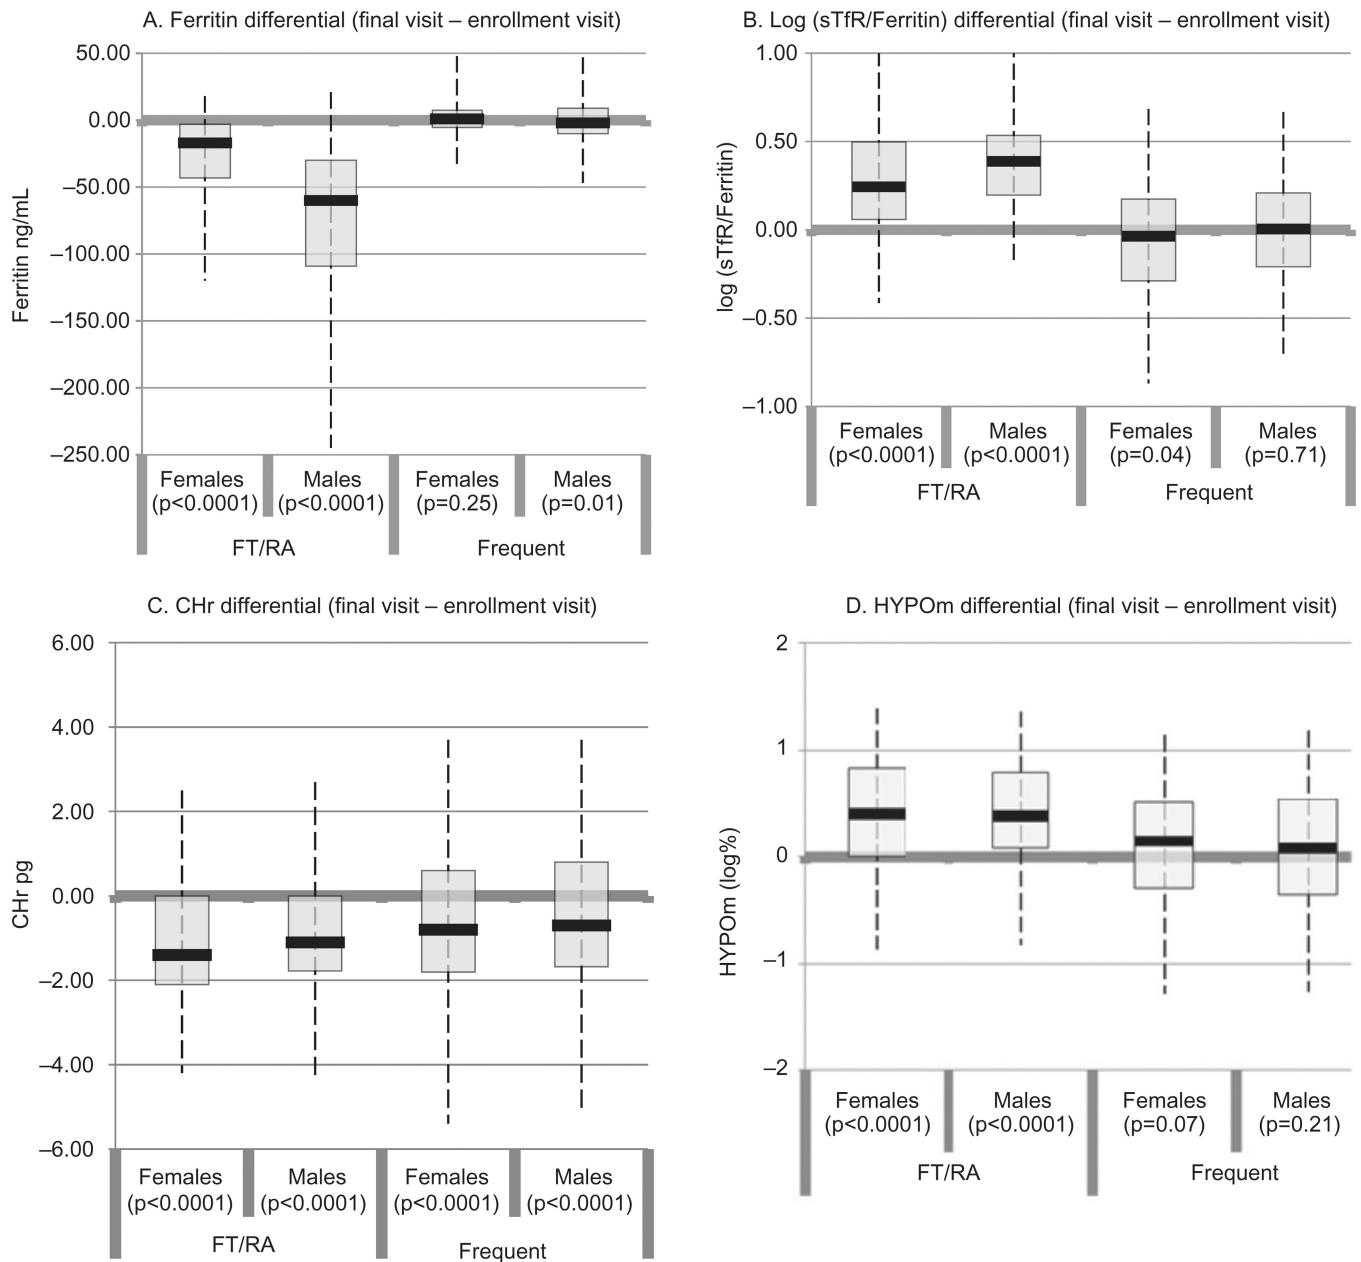 A. Ferritin differential (final visit – enrollment visit)
50.00
0.00
–50.00
–100.00
–150.00
–200.00
–250.00
Ferritin ng/mL
Females
(p<0.0001)
Males
(p<0.0001)
Females
(p=0.25)
Males
(p=0.01)
FT/RA
Frequent
B. Log (sTfR/Ferritin) differential (final visit – enrollment visit)
1.00
0.50
0.00
–0.50
–1.00
log (sTfR/Ferritin)
Females
(p<0.0001)
Males
(p<0.0001)
Females
(p=0.04)
Males
(p=0.71)
FT/RA
Frequent
C. CHr differential (final visit – enrollment visit)
6.00
4.00
2.00
0.00
–2.00
–4.00
–6.00
CHr pg
Females
(p<0.0001)
Males
(p<0.0001)
Females
(p<0.0001)
Males
(p<0.0001)
FT/RA
Frequent
D. HYPOm differential (final visit – enrollment visit)
2
1
0
–1
–2
HYPOm (log%)
Females
(p<0.0001)
Males
(p<0.0001)
Females
(p=0.07)
Males
(p=0.21)
FT/RA
Frequent